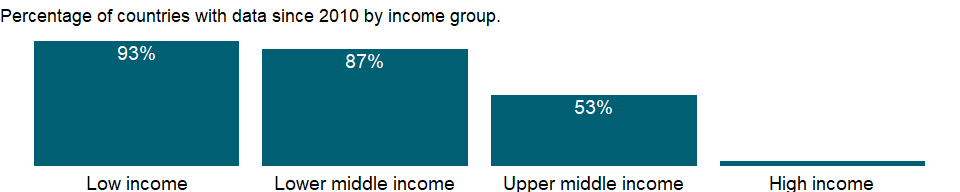 Percentage of countries with data since 2010 by income group.
93%
87%
53%
Low income
Lower middle income
Upper middle income
High income